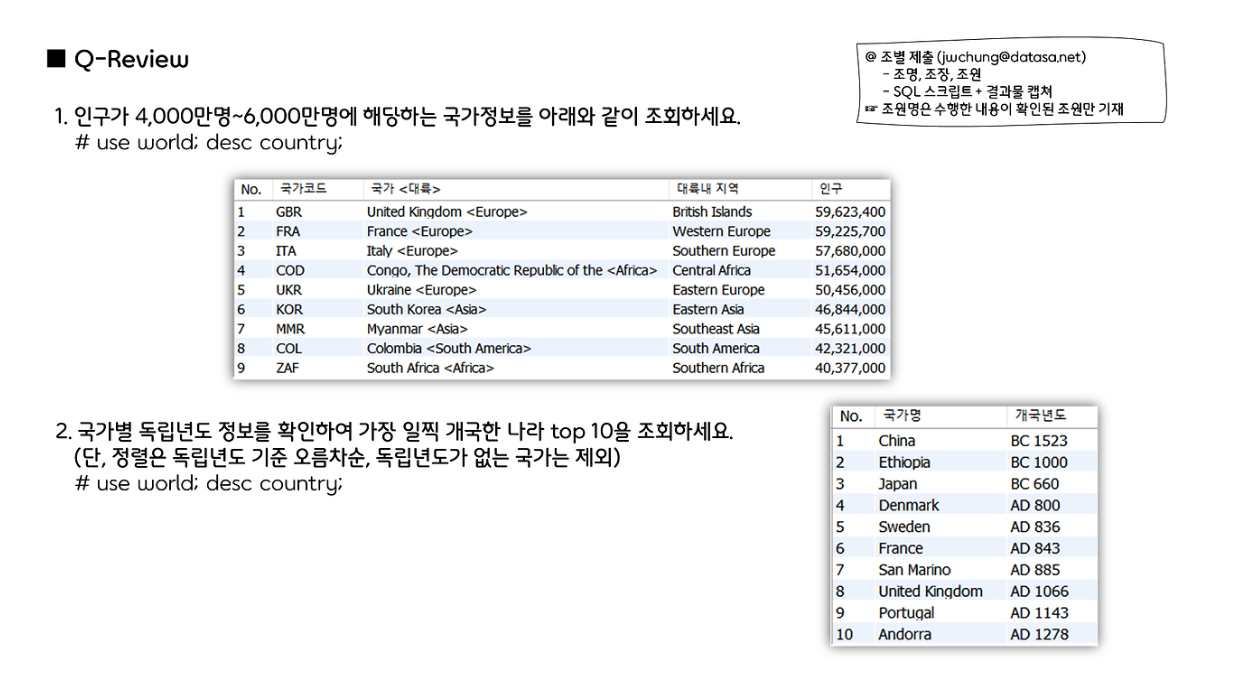 ■ Q-Review
@ 조별 제출 (jwchung@datasa.net)
- 조명, 조장, 조원
- SQL 스크립트 + 결과물 캡쳐
☞ 조원명은 수행한 내용이 확인된 조원만 기재
1. 인구가 4,000만명~6,000만명에 해당하는 국가정보를 아래와 같이 조회하세요.
# use world; desc country;
No. 국가코드 국가 <대륙> 대륙내 지역 인구
1 GBR United Kingdom <Europe> British Islands 59,623,400
2 FRA France <Europe> Western Europe 59,225,700
3 ITA Italy <Europe> Southern Europe 57,680,000
4 COD Congo, The Democratic Republic of the <Africa> Central Africa 51,654,000
5 UKR Ukraine <Europe> Eastern Europe 50,456,000
6 KOR South Korea <Asia> Eastern Asia 46,844,000
7 MMR Myanmar <Asia> Southeast Asia 45,611,000
8 COL Colombia <South America> South America 42,321,000
9 ZAF South Africa <Africa> Southern Africa 40,377,000
2. 국가별 독립년도 정보를 확인하여 가장 일찍 개국한 나라 top 10을 조회하세요.
(단, 정렬은 독립년도 기준 오름차순, 독립년도가 없는 국가는 제외)
# use world; desc country;
No. 국가명 개국년도
1 China BC 1523
2 Ethiopia BC 1000
3 Japan BC 660
4 Denmark AD 800
5 Sweden AD 836
6 France AD 843
7 San Marino AD 885
8 United Kingdom AD 1066
9 Portugal AD 1143
10 Andorra AD 1278